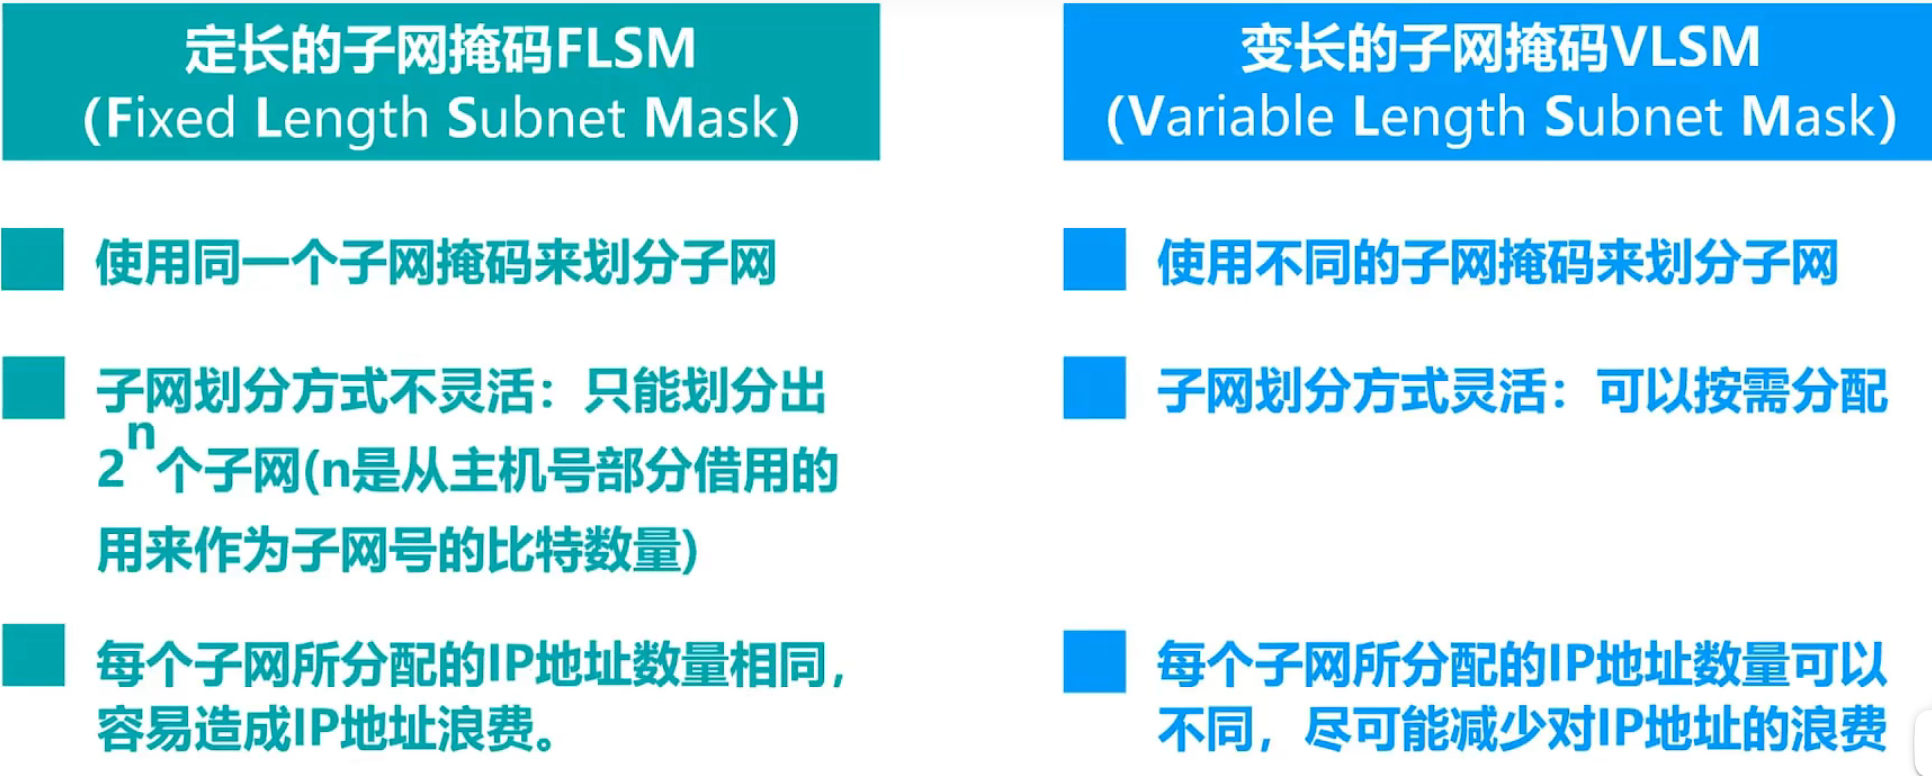 定长的子网掩码FLSM
(Fixed Length Subnet Mask)
使用同一个子网掩码来划分子网
子网划分方式不灵活：只能划分出
2ⁿ个子网(n是从主机号部分借用的
用来作为子网号的比特数量)
每个子网所分配的IP地址数量相同，
容易造成IP地址浪费。
变长的子网掩码VLSM
(Variable Length Subnet Mask)
使用不同的子网掩码来划分子网
子网划分方式灵活：可以按需分配
每个子网所分配的IP地址数量可以
不同，尽可能减少对IP地址的浪费